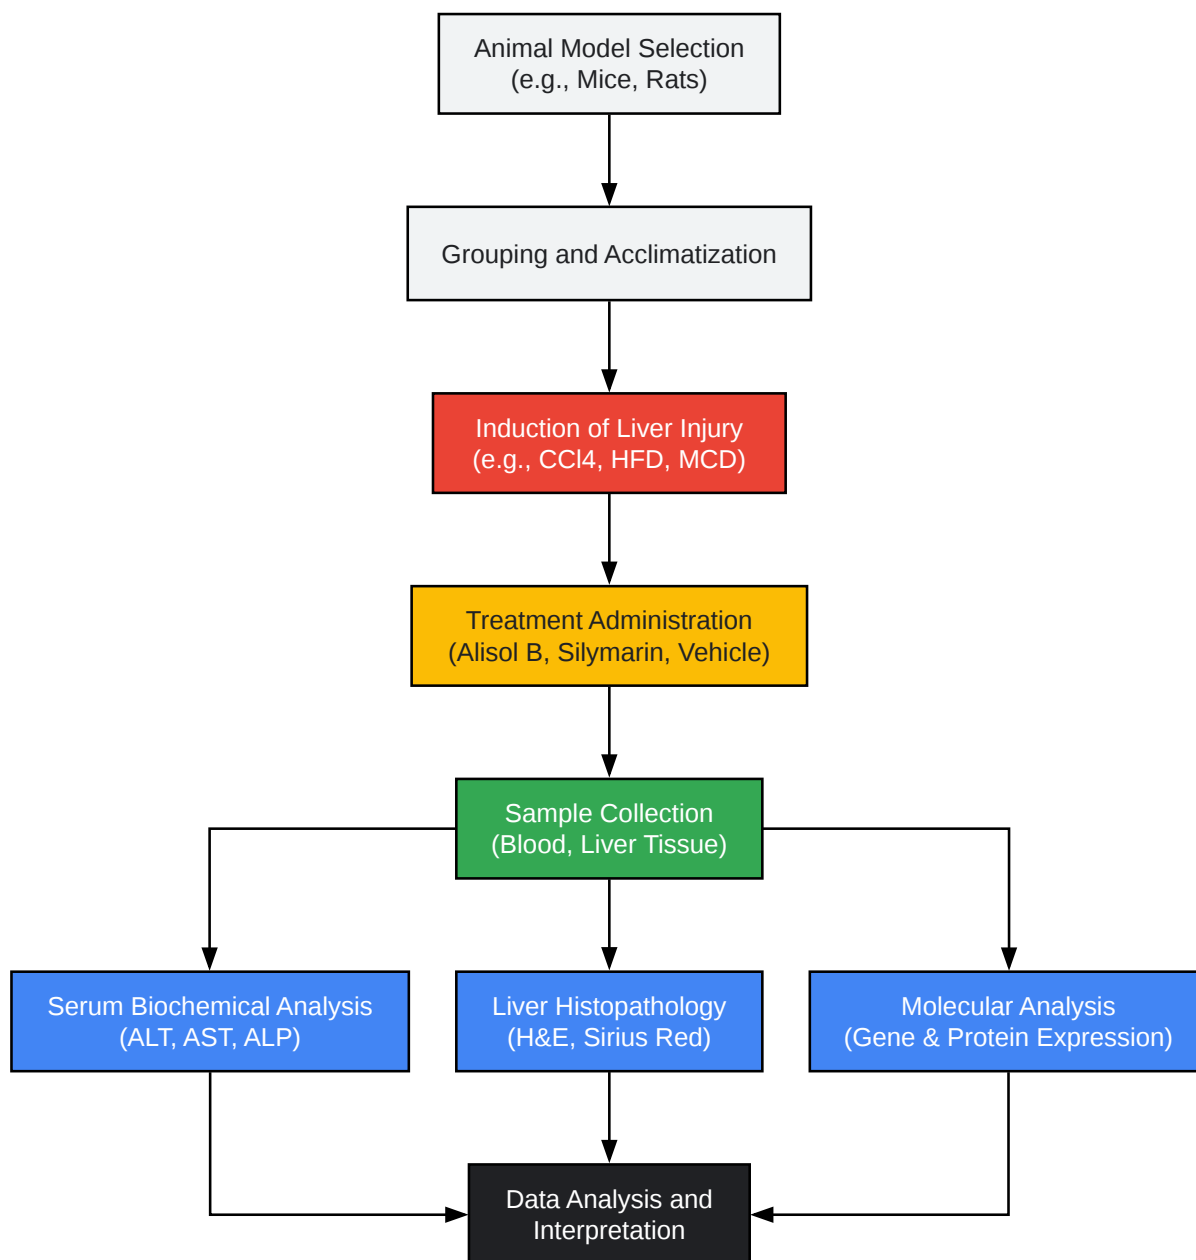 Animal Model Selection
(e.g., Mice, Rats)
Grouping and Acclimatization
Induction of Liver Injury
(e.g., CCl4, HFD, MCD)
Treatment Administration
(Alisol B, Silymarin, Vehicle)
Sample Collection
(Blood, Liver Tissue)
Serum Biochemical Analysis
(ALT, AST, ALP)
Liver Histopathology
(H&E, Sirius Red)
Molecular Analysis
(Gene & Protein Expression)
Data Analysis and
Interpretation